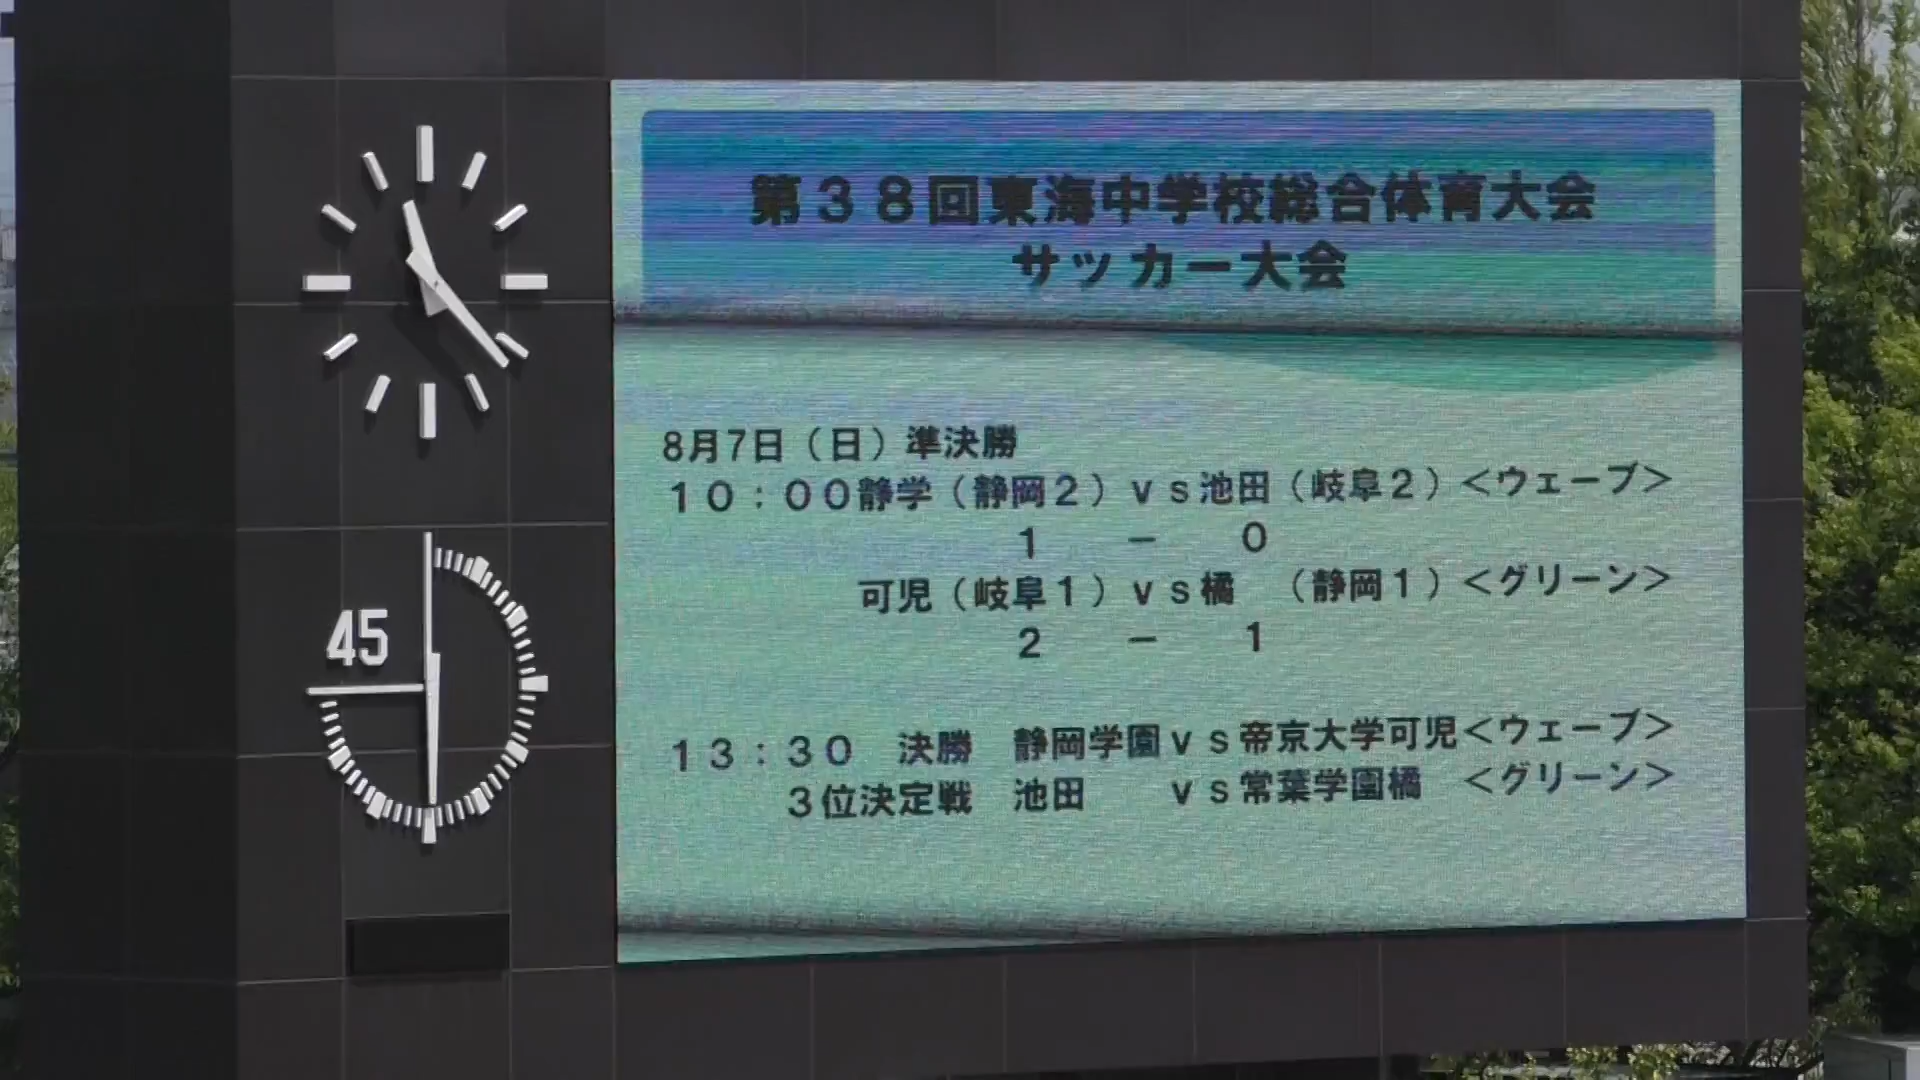 第３８回東海中学校総合体育大会
サッカー大会
8月7日（日）準決勝
１０：００静学（静岡２）ｖｓ池田（岐阜２）＜ウェーブ＞
１　－　０
可児（岐阜１）ｖｓ橘　（静岡１）＜グリーン＞
２　－　１
１３：３０　決勝　静岡学園ｖｓ帝京大学可児＜ウェーブ＞
３位決定戦　池田　　ｖｓ常葉学園橘　＜グリーン＞
45